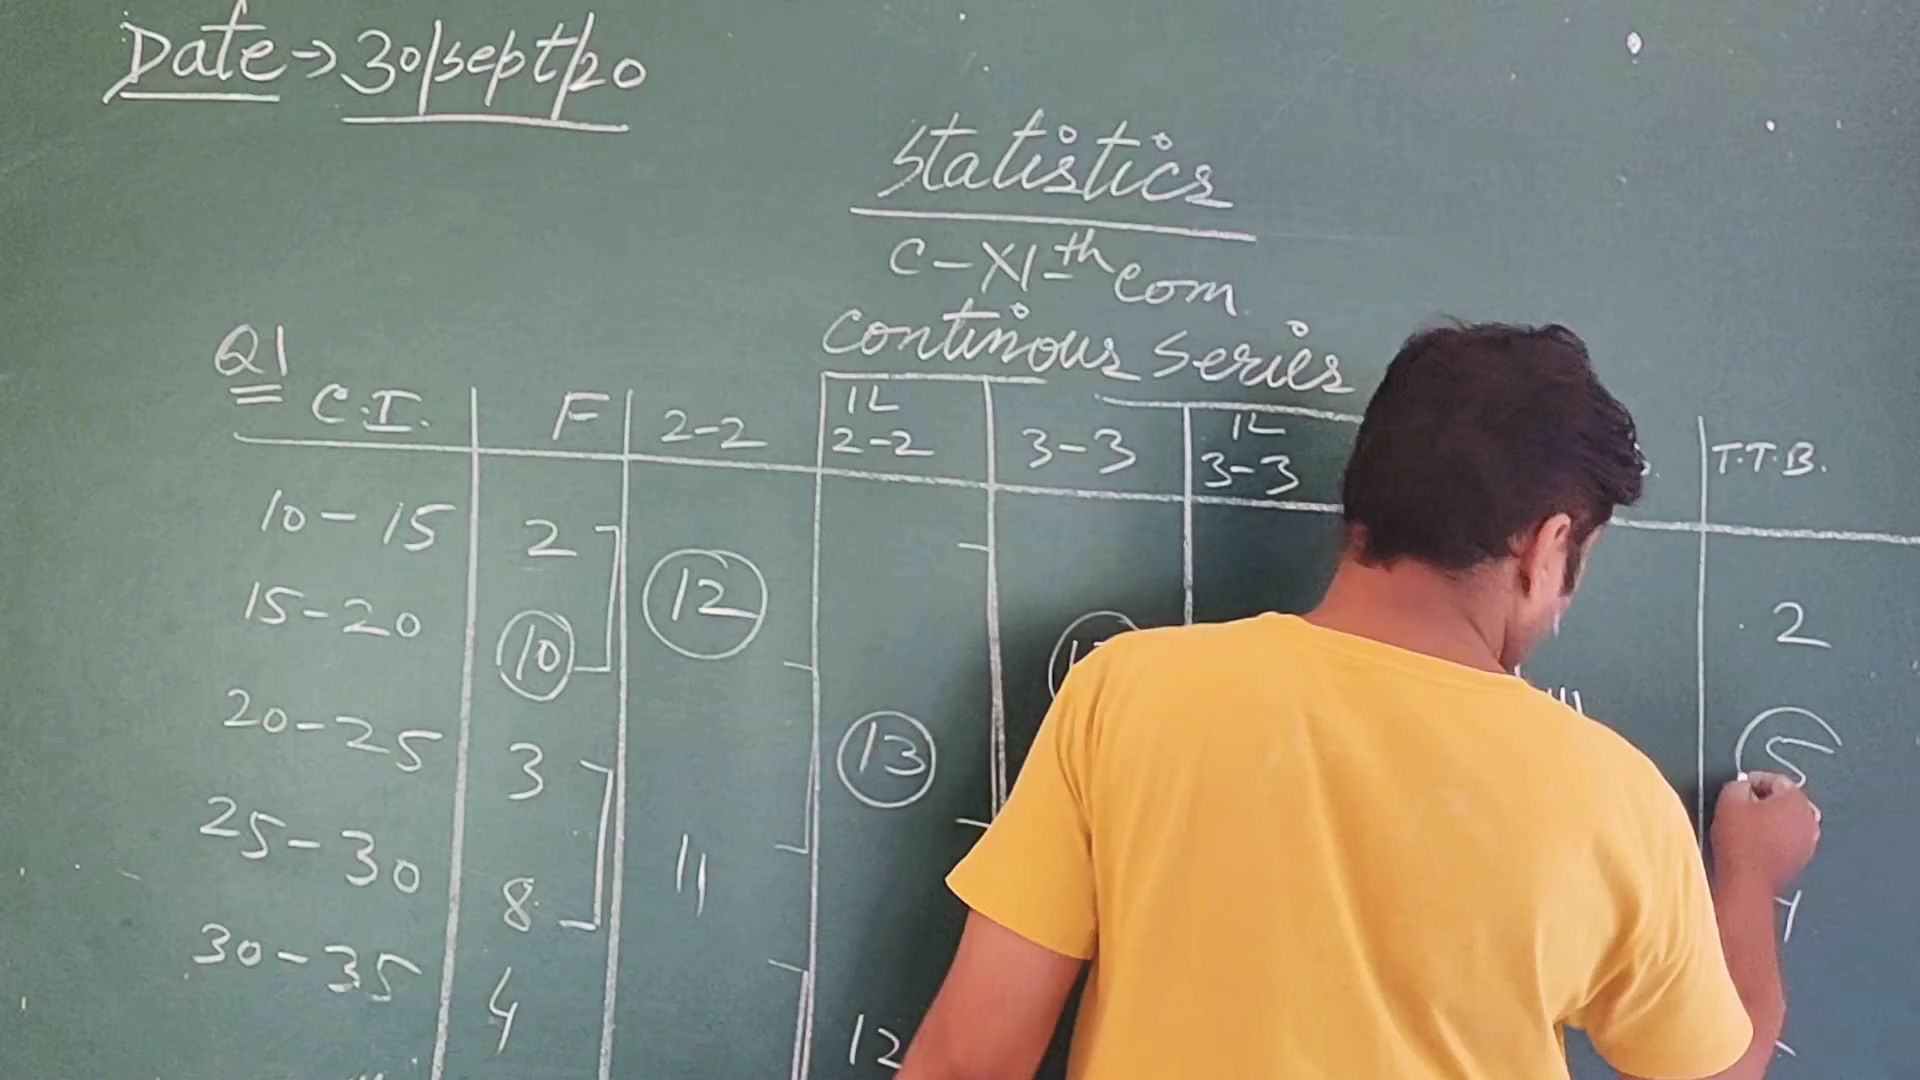 Date → 30/sept/20
Statistics
C-XI-th com
Continous Series
Q1
C.I. F 2-2 1L 2-2 3-3 1L 3-3 T.T.B.
10-15 2
15-20 10 12 2
20-25 3 13 5
25-30 8 11
30-35 4 12